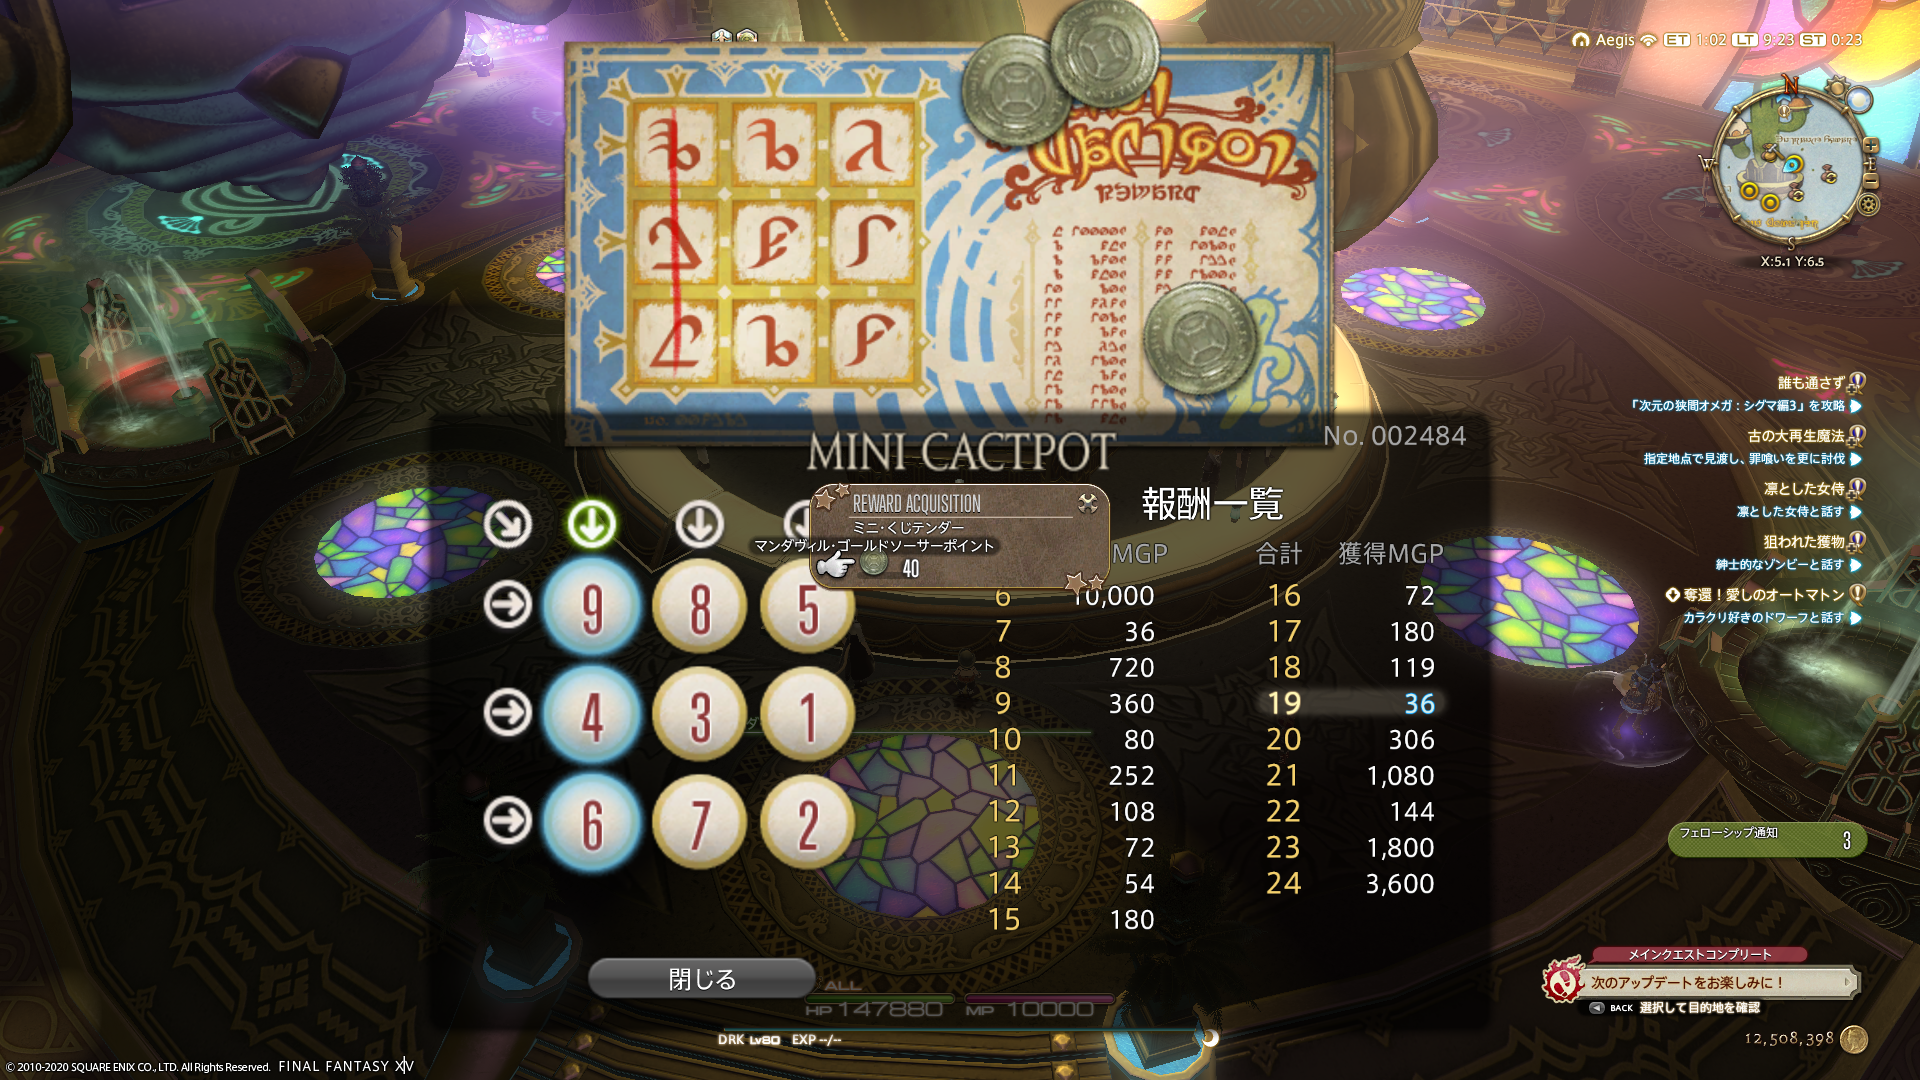 Aegis ET 1:02 LT 9:23 ST 0:23
N
W
E
S
X:5.1 Y:6.5
MINI CACTPOT
No. 002484
REWARD ACQUISITION
ミニ・くじテンダー
マンダヴィル・ゴールドソーサーポイント
40
報酬一覧
MGP 合計 獲得MGP
6 10,000 16 72
7 36 17 180
8 720 18 119
9 360 19 36
10 80 20 306
11 252 21 1,080
12 108 22 144
13 72 23 1,800
14 54 24 3,600
15 180
9 8 5
4 3 1
6 7 2
閉じる
ALL
HP 147880 MP 10000
DRK Lv80 EXP --/--
誰も通さず
「次元の狭間オメガ：シグマ編3」を攻略
古の大再生魔法
指定地点で見渡し、罪喰いを更に討伐
凛とした女侍
凛とした女侍と話す
狙われた獲物
紳士的なゾンビーと話す
奪還！愛しのオートマトン
カラクリ好きのドワーフと話す
フェローシップ通知 3
メインクエストコンプリート
次のアップデートをお楽しみに！
BACK 選択して目的地を確認
12,508,398
© 2010-2020 SQUARE ENIX CO., LTD. All Rights Reserved. FINAL FANTASY XIV